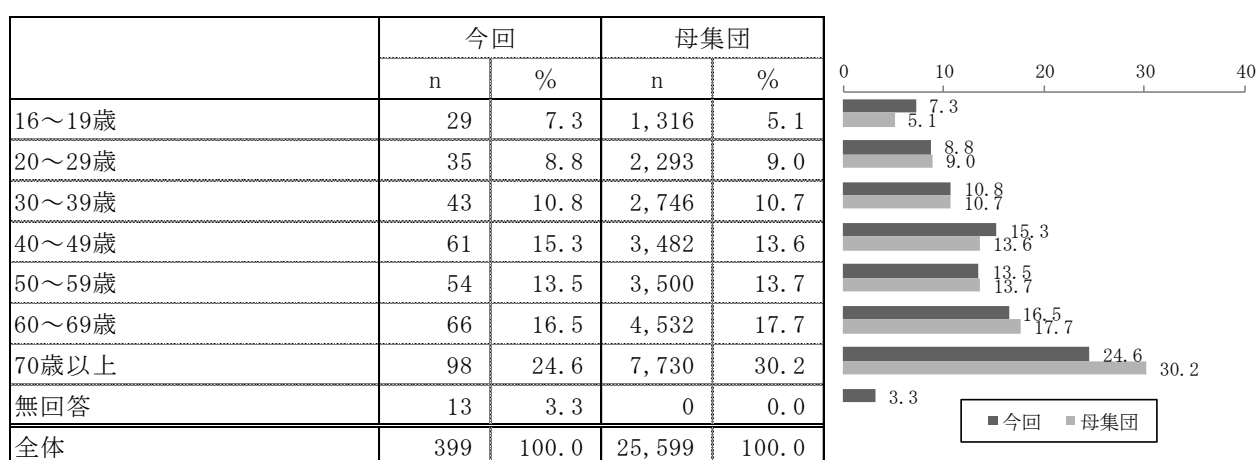 今回 母集団
n % n %
16～19歳 29 7.3 1,316 5.1
20～29歳 35 8.8 2,293 9.0
30～39歳 43 10.8 2,746 10.7
40～49歳 61 15.3 3,482 13.6
50～59歳 54 13.5 3,500 13.7
60～69歳 66 16.5 4,532 17.7
70歳以上 98 24.6 7,730 30.2
無回答 13 3.3 0 0.0
全体 399 100.0 25,599 100.0
0 10 20 30 40
7.3
5.1
8.8
9.0
10.8
10.7
15.3
13.6
13.5
13.7
16.5
17.7
24.6
30.2
3.3
今回 母集団